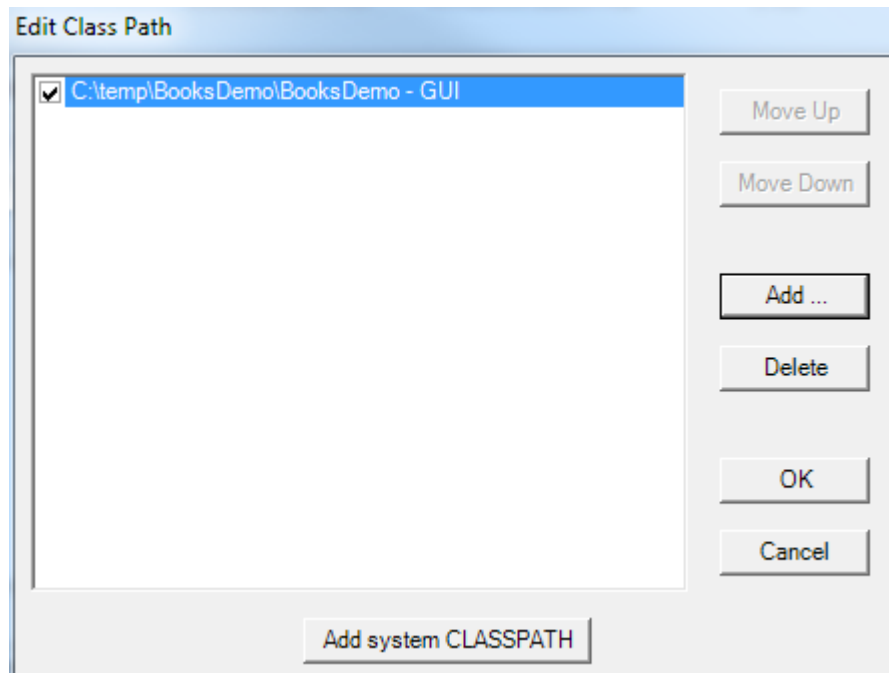 Edit Class Path
C:\temp\BooksDemo\BooksDemo - GUI
Move Up
Move Down
Add ...
Delete
OK
Cancel
Add system CLASSPATH